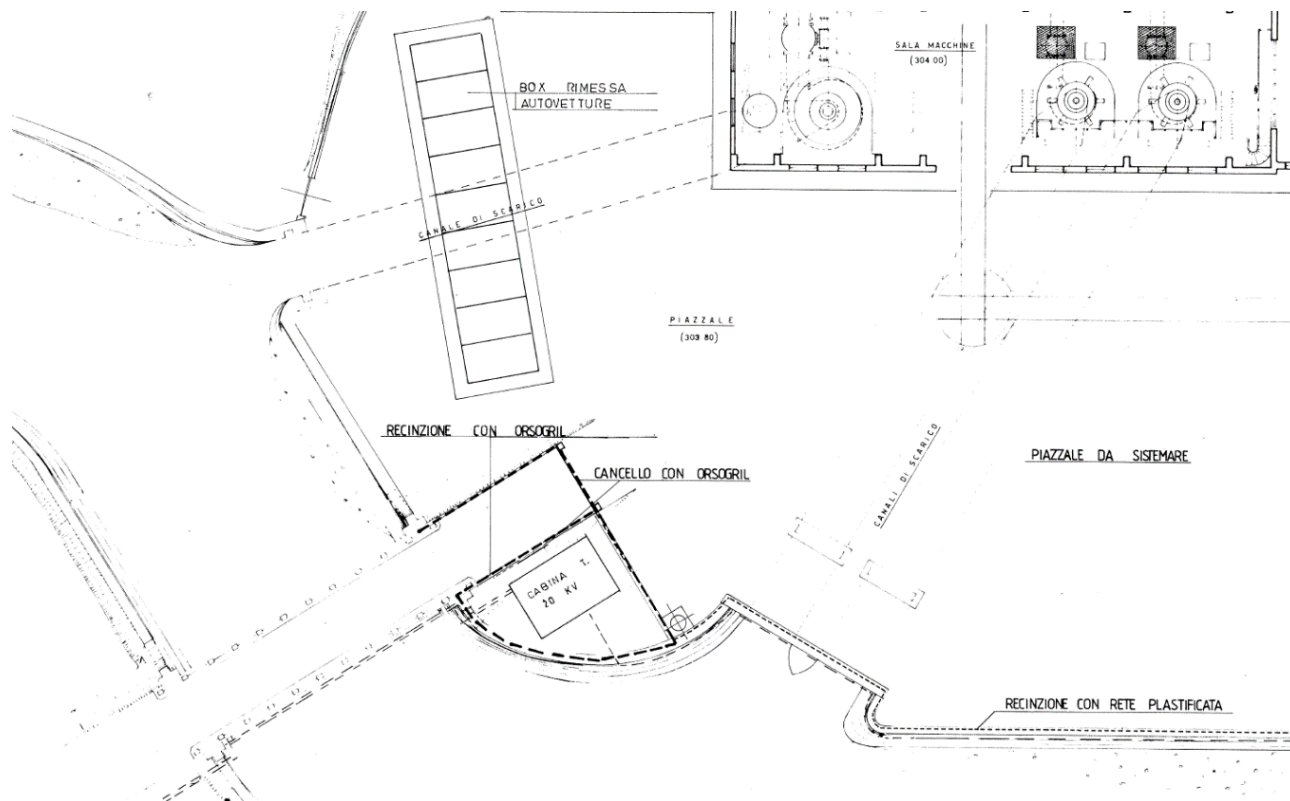 SALA MACCHINE
(304 00)
BOX RIMESSA
AUTOVETTURE
CANALE DI SCARICO
PIAZZALE
(303 80)
RECINZIONE CON ORSOGRIL
CANCELLO CON ORSOGRIL
CANALI DI SCARICO
PIAZZALE DA SISTEMARE
CABINA T.
20 KV
RECINZIONE CON RETE PLASTIFICATA